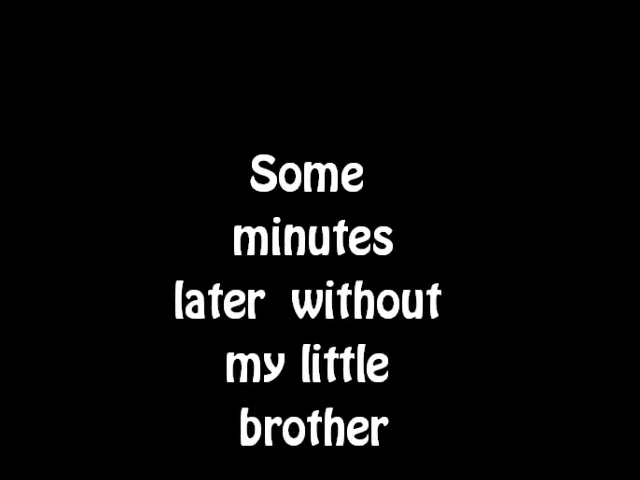 Some
minutes
later without
my little
brother